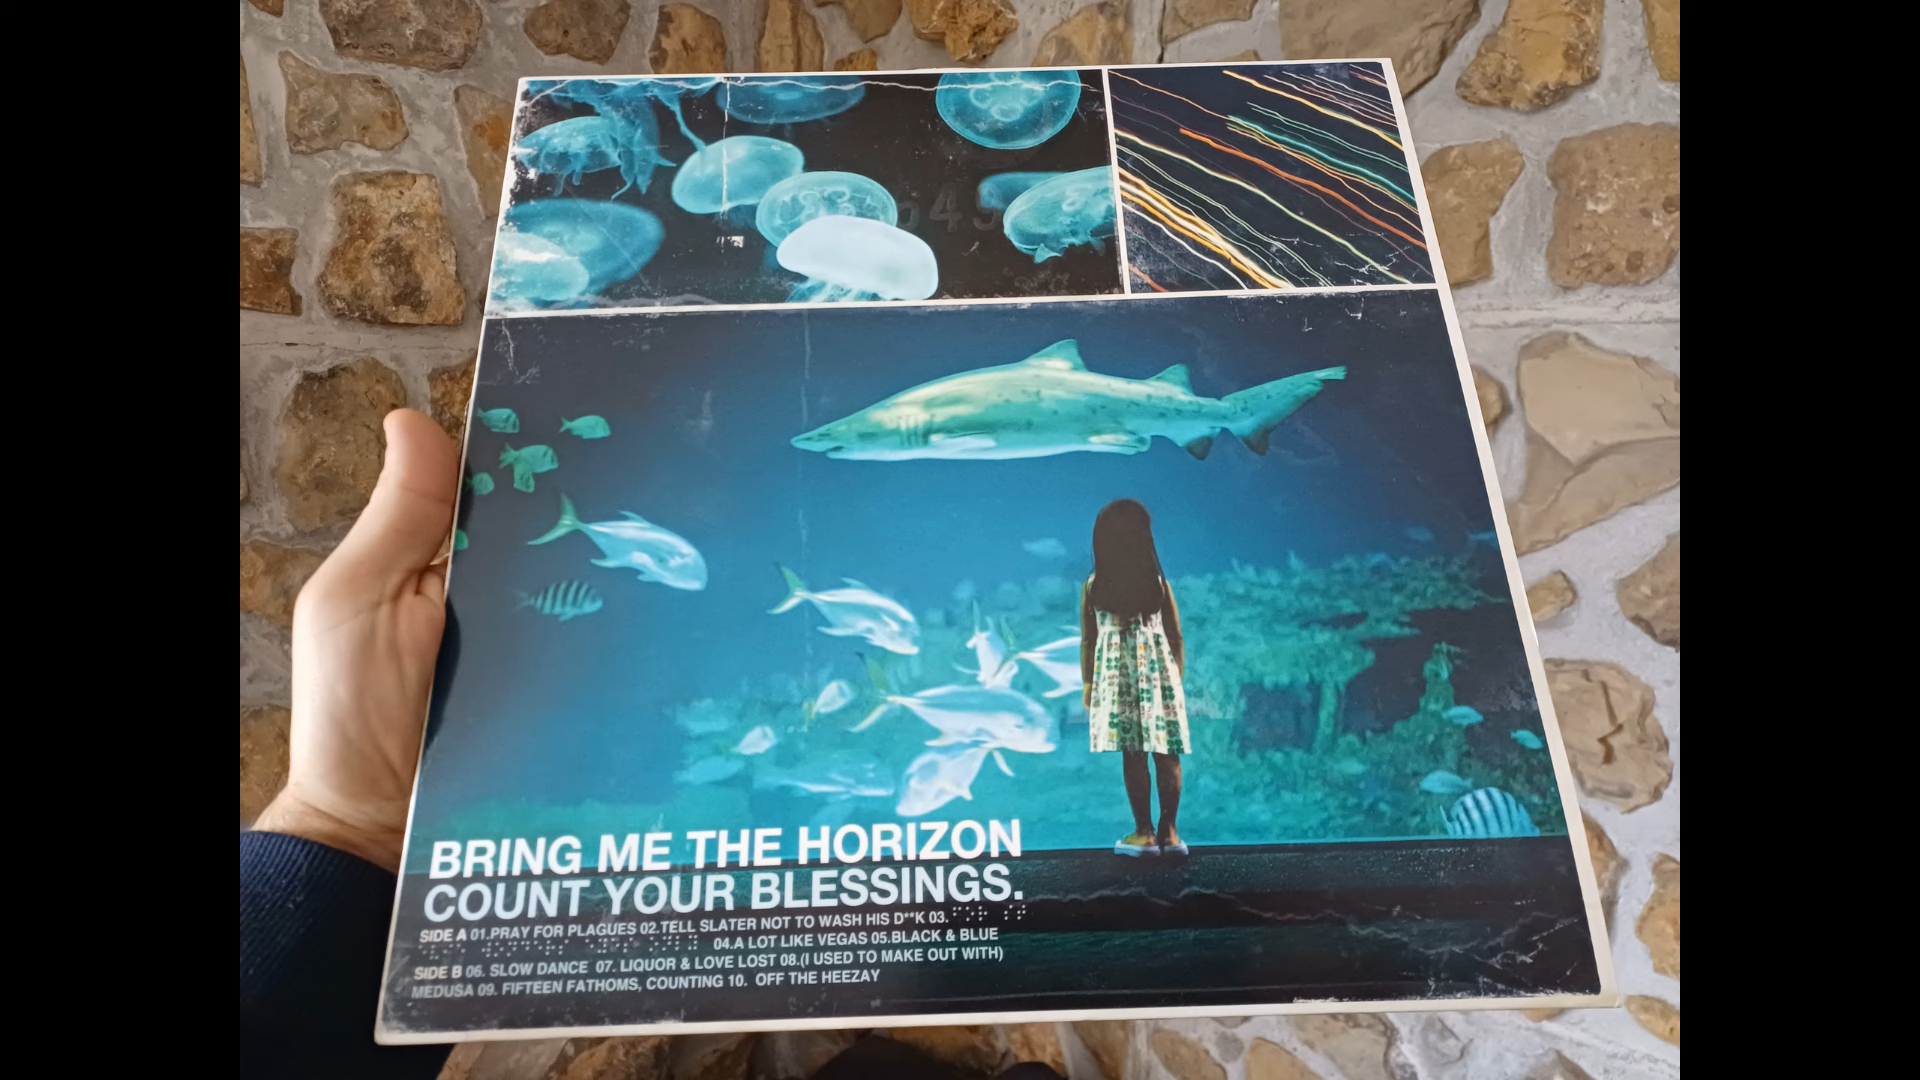 BRING ME THE HORIZON
COUNT YOUR BLESSINGS.
SIDE A 01.PRAY FOR PLAGUES 02.TELL SLATER NOT TO WASH HIS D**K 03.
04.A LOT LIKE VEGAS 05.BLACK & BLUE
SIDE B 06. SLOW DANCE 07. LIQUOR & LOVE LOST 08.(I USED TO MAKE OUT WITH)
MEDUSA 09. FIFTEEN FATHOMS, COUNTING 10. OFF THE HEEZAY